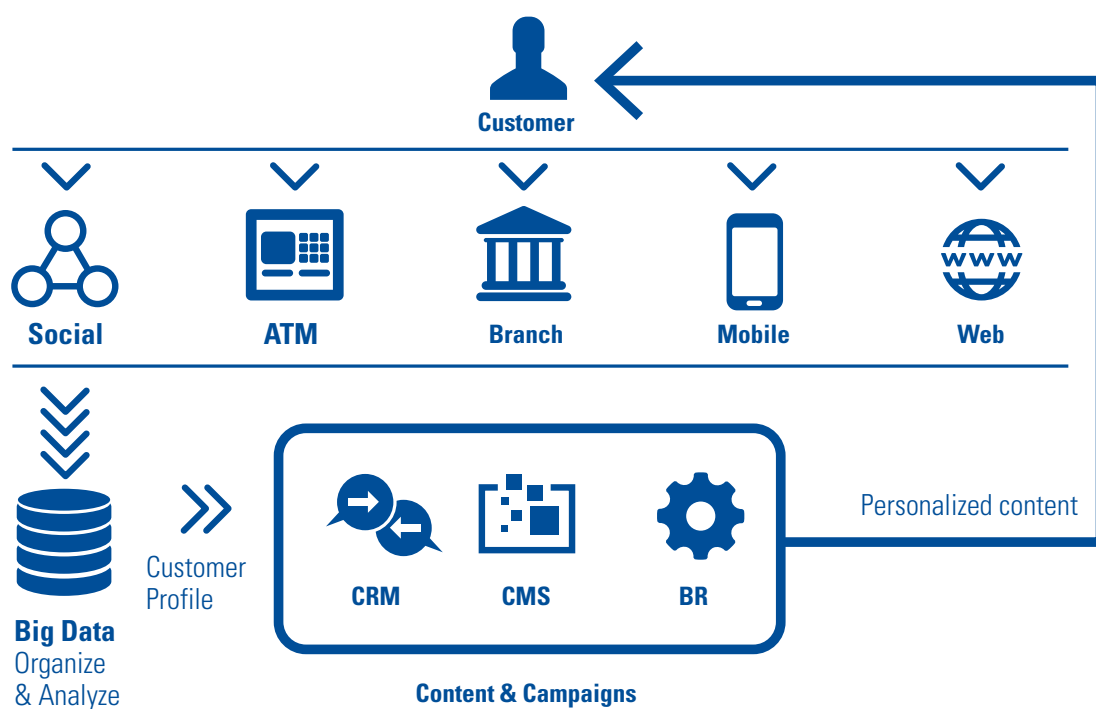 Customer
Social
ATM
Branch
Mobile
www
Web
Big Data
Organize
& Analyze
Customer
Profile
CRM
CMS
BR
Content & Campaigns
Personalized content